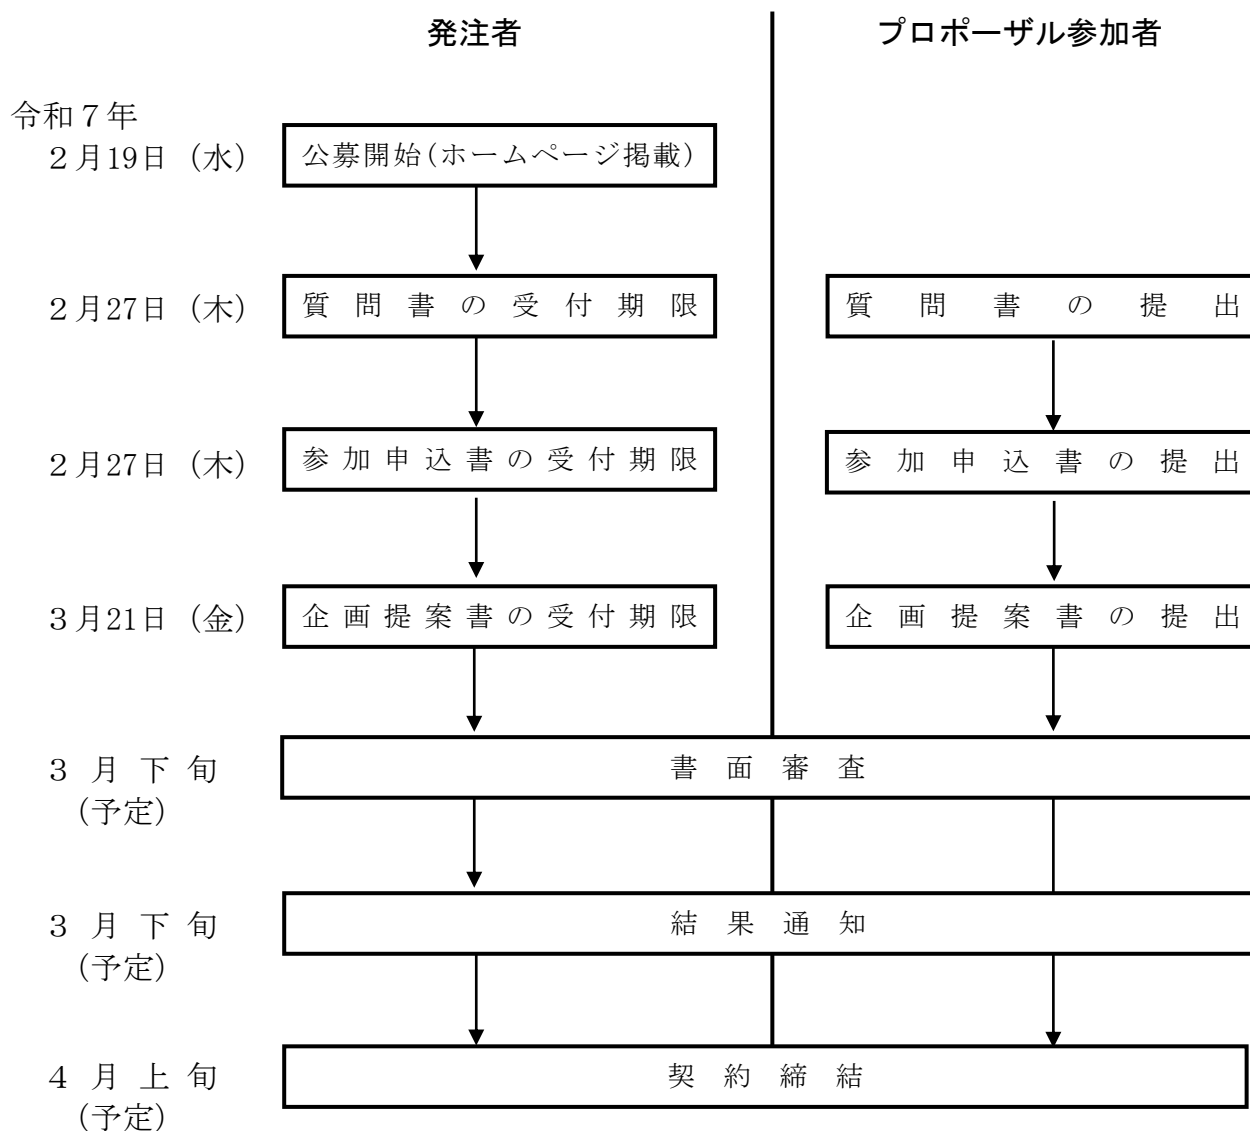 発注者 プロポーザル参加者
令和７年
２月19日（水） 公募開始（ホームページ掲載）
２月27日（木） 質問書の受付期限 質問書の提出
２月27日（木） 参加申込書の受付期限 参加申込書の提出
３月21日（金） 企画提案書の受付期限 企画提案書の提出
３月下旬 書面審査
（予定）
３月下旬 結果通知
（予定）
４月上旬 契約締結
（予定）